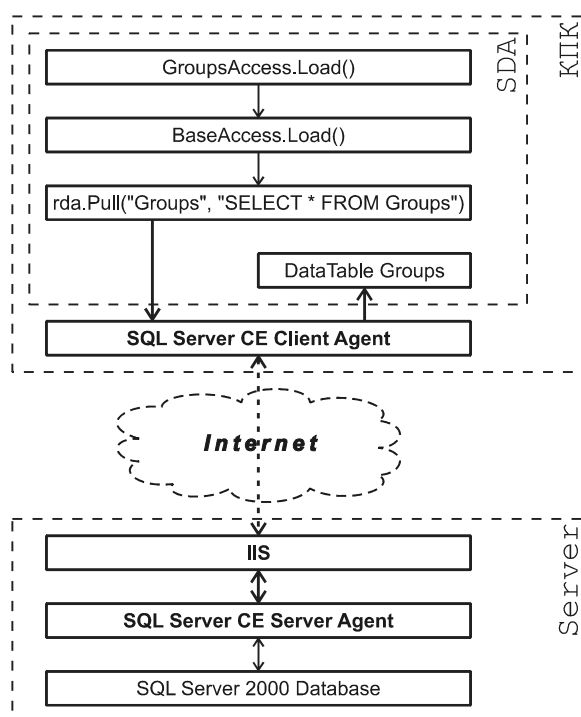 КПК
SDA
GroupsAccess.Load()
BaseAccess.Load()
rda.Pull("Groups", "SELECT * FROM Groups")
DataTable Groups
SQL Server CE Client Agent
Internet
Server
IIS
SQL Server CE Server Agent
SQL Server 2000 Database